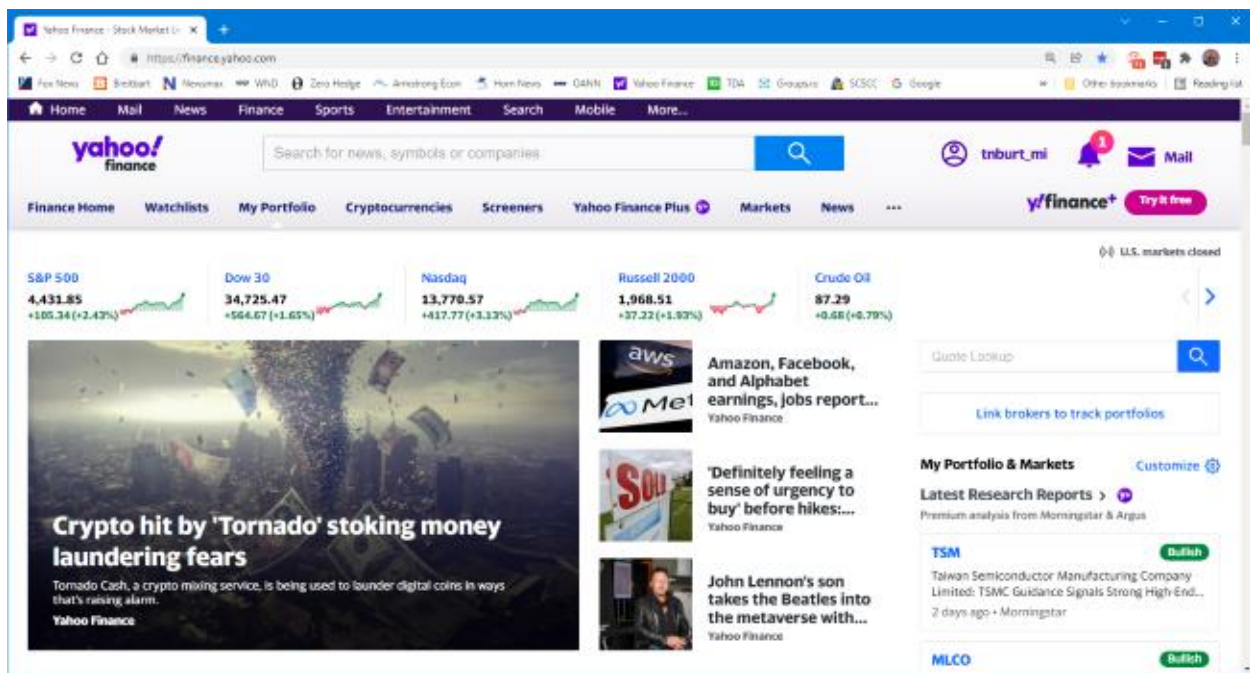 Yahoo Finance - Stock Market Li
https://finance.yahoo.com
Fox News Breitbart Newsmax WND Zero Hedge Armstrong Econ Horn News OANN Yahoo Finance TDA Groups.io SCSCC Google » Other bookmarks Reading list
Home Mail News Finance Sports Entertainment Search Mobile More...
yahoo!
finance
Search for news, symbols or companies
tnburt_mi
1
Mail
Finance Home Watchlists My Portfolio Cryptocurrencies Screeners Yahoo Finance Plus Markets News ...
y!finance+ Try it free
U.S. markets closed
S&P 500
4,431.85
+105.34 (+2.43%)
Dow 30
34,725.47
+564.67 (+1.65%)
Nasdaq
13,770.57
+417.77 (+3.13%)
Russell 2000
1,968.51
+37.22 (+1.93%)
Crude Oil
87.29
+0.68 (+0.79%)
Crypto hit by 'Tornado' stoking money
laundering fears
Tornado Cash, a crypto mixing service, is being used to launder digital coins in ways
that's raising alarm.
Yahoo Finance
aws
Met
Amazon, Facebook,
and Alphabet
earnings, jobs report...
Yahoo Finance
SOLD
'Definitely feeling a
sense of urgency to
buy' before hikes:...
Yahoo Finance
John Lennon's son
takes the Beatles into
the metaverse with...
Yahoo Finance
Quote Lookup
Link brokers to track portfolios
My Portfolio & Markets Customize
Latest Research Reports > y+
Premium analysis from Morningstar & Argus
TSM Bullish
Taiwan Semiconductor Manufacturing Company
Limited: TSMC Guidance Signals Strong High-End...
2 days ago • Morningstar
MLCO Bullish